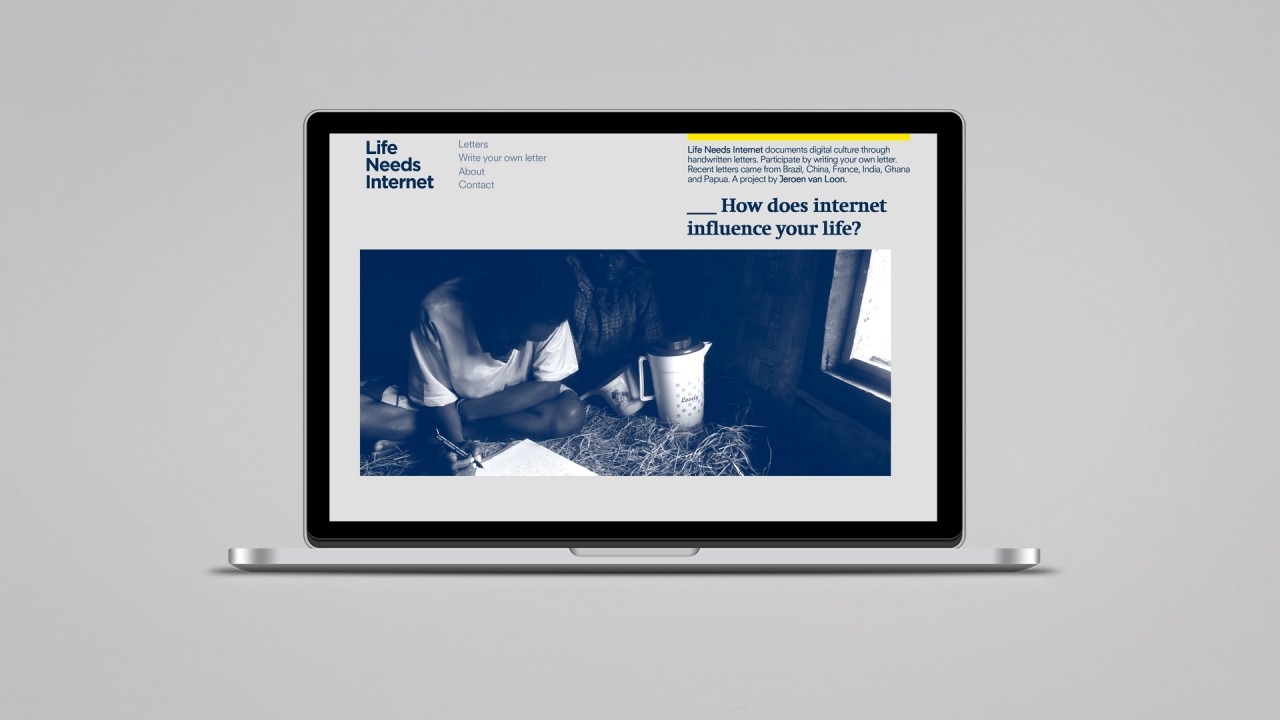 Life
Needs
Internet
Letters
Write your own letter
About
Contact
Life Needs Internet documents digital culture through
handwritten letters. Participate by writing your own letter.
Recent letters came from Brazil, China, France, India, Ghana
and Papua. A project by Jeroen van Loon.
___ How does internet
influence your life?
Lovely